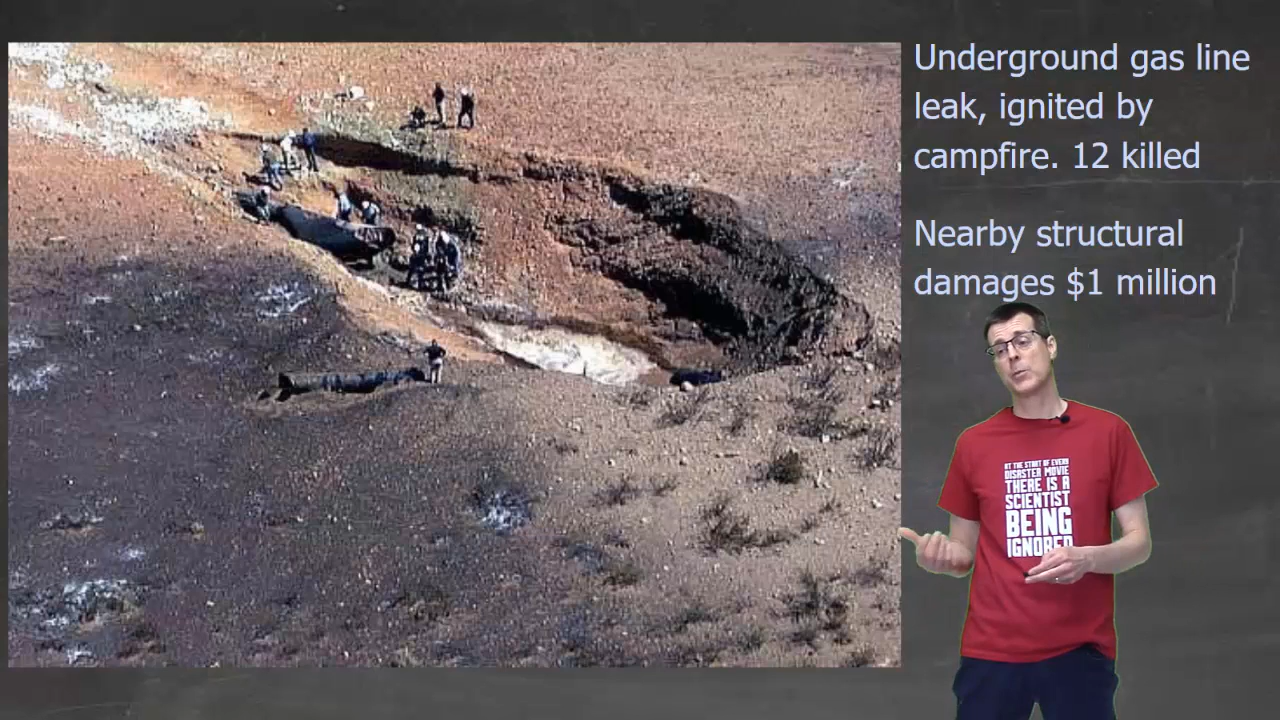 Underground gas line
leak, ignited by
campfire. 12 killed
Nearby structural
damages $1 million
AT THE START OF EVERY
DISASTER MOVIE
THERE IS A
SCIENTIST
BEING
IGNORED